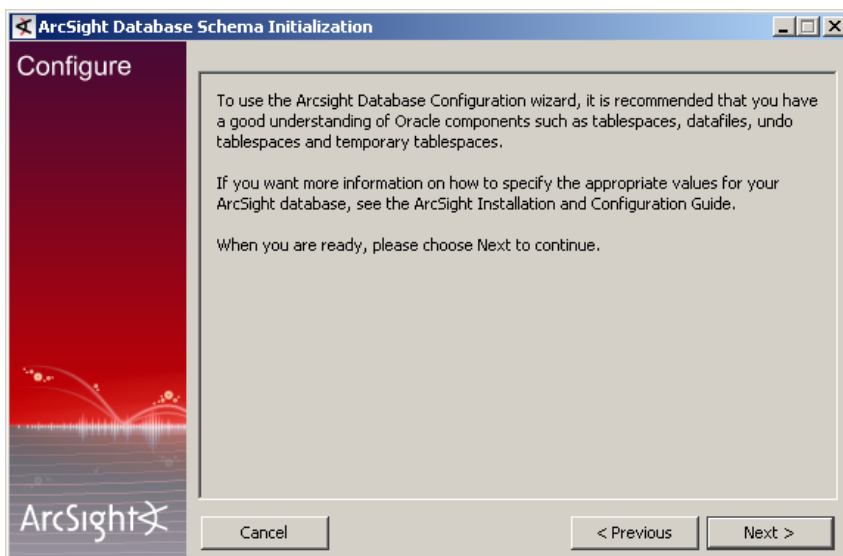 ArcSight Database Schema Initialization
Configure
To use the Arcsight Database Configuration wizard, it is recommended that you have
a good understanding of Oracle components such as tablespaces, datafiles, undo
tablespaces and temporary tablespaces.
If you want more information on how to specify the appropriate values for your
ArcSight database, see the ArcSight Installation and Configuration Guide.
When you are ready, please choose Next to continue.
ArcSight
Cancel
< Previous
Next >